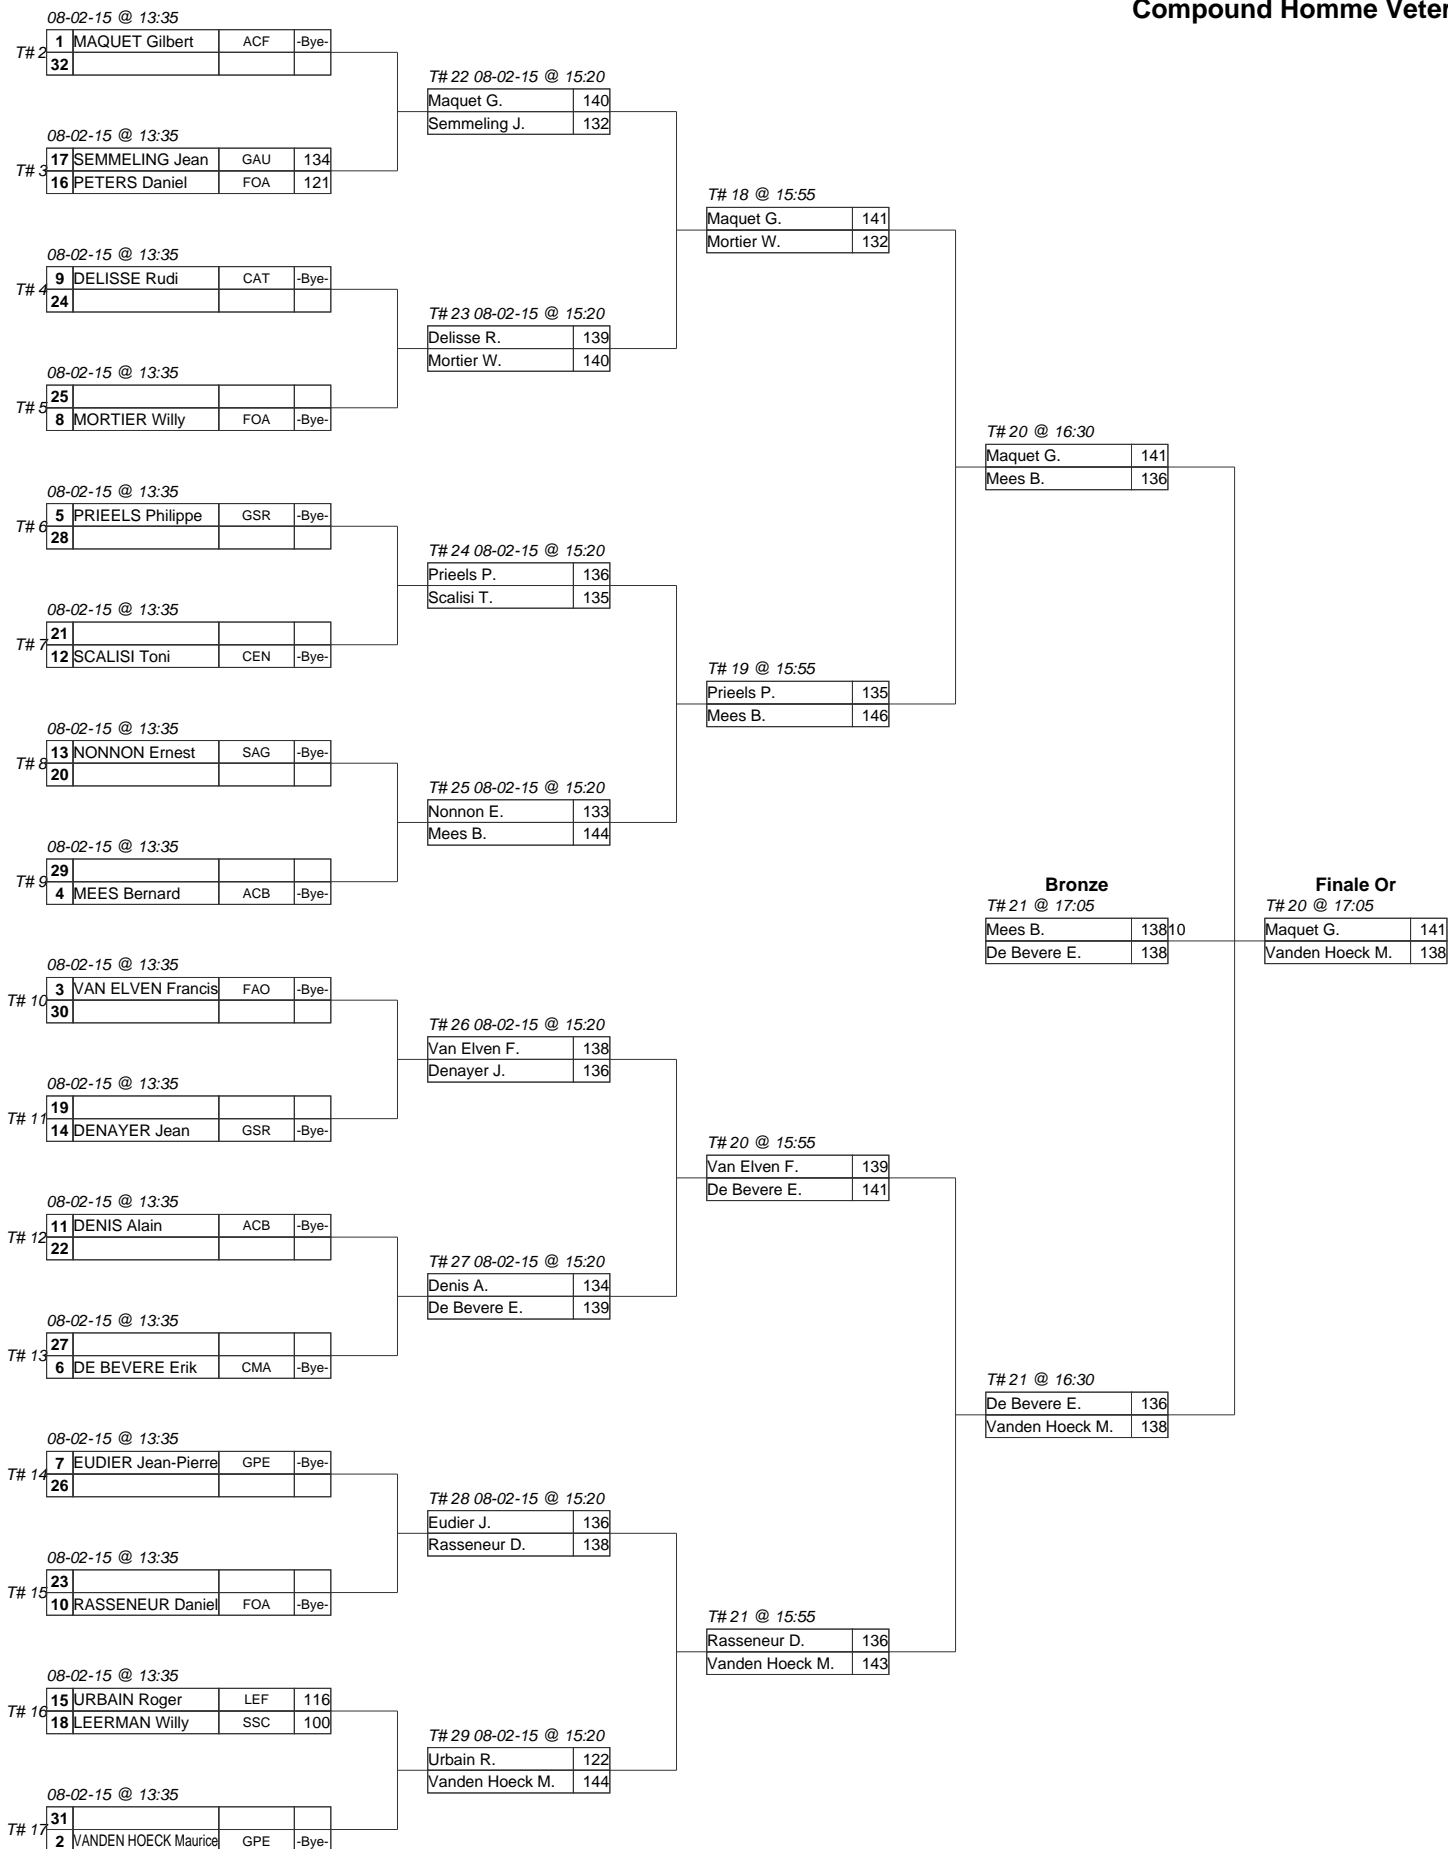 Compound Homme Veter
08-02-15 @ 13:35
T# 2
1 MAQUET Gilbert ACF -Bye-
32
08-02-15 @ 13:35
T# 3
17 SEMMELING Jean GAU 134
16 PETERS Daniel FOA 121
08-02-15 @ 13:35
T# 4
9 DELISSE Rudi CAT -Bye-
24
08-02-15 @ 13:35
T# 5
25
8 MORTIER Willy FOA -Bye-
08-02-15 @ 13:35
T# 6
5 PRIEELS Philippe GSR -Bye-
28
08-02-15 @ 13:35
T# 7
21
12 SCALISI Toni CEN -Bye-
08-02-15 @ 13:35
T# 8
13 NONNON Ernest SAG -Bye-
20
08-02-15 @ 13:35
T# 9
29
4 MEES Bernard ACB -Bye-
08-02-15 @ 13:35
T# 10
3 VAN ELVEN Francis FAO -Bye-
30
08-02-15 @ 13:35
T# 11
19
14 DENAYER Jean GSR -Bye-
08-02-15 @ 13:35
T# 12
11 DENIS Alain ACB -Bye-
22
08-02-15 @ 13:35
T# 13
27
6 DE BEVERE Erik CMA -Bye-
08-02-15 @ 13:35
T# 14
7 EUDIER Jean-Pierre GPE -Bye-
26
08-02-15 @ 13:35
T# 15
23
10 RASSENEUR Daniel FOA -Bye-
08-02-15 @ 13:35
T# 16
15 URBAIN Roger LEF 116
18 LEERMAN Willy SSC 100
08-02-15 @ 13:35
T# 17
31
2 VANDEN HOECK Maurice GPE -Bye-
T# 22 08-02-15 @ 15:20
Maquet G. 140
Semmeling J. 132
T# 23 08-02-15 @ 15:20
Delisse R. 139
Mortier W. 140
T# 24 08-02-15 @ 15:20
Prieels P. 136
Scalisi T. 135
T# 25 08-02-15 @ 15:20
Nonnon E. 133
Mees B. 144
T# 26 08-02-15 @ 15:20
Van Elven F. 138
Denayer J. 136
T# 27 08-02-15 @ 15:20
Denis A. 134
De Bevere E. 139
T# 28 08-02-15 @ 15:20
Eudier J. 136
Rasseneur D. 138
T# 29 08-02-15 @ 15:20
Urbain R. 122
Vanden Hoeck M. 144
T# 18 @ 15:55
Maquet G. 141
Mortier W. 132
T# 19 @ 15:55
Prieels P. 135
Mees B. 146
T# 20 @ 15:55
Van Elven F. 139
De Bevere E. 141
T# 21 @ 15:55
Rasseneur D. 136
Vanden Hoeck M. 143
T# 20 @ 16:30
Maquet G. 141
Mees B. 136
T# 21 @ 16:30
De Bevere E. 136
Vanden Hoeck M. 138
Bronze
T# 21 @ 17:05
Mees B. 138 10
De Bevere E. 138
Finale Or
T# 20 @ 17:05
Maquet G. 141
Vanden Hoeck M. 138